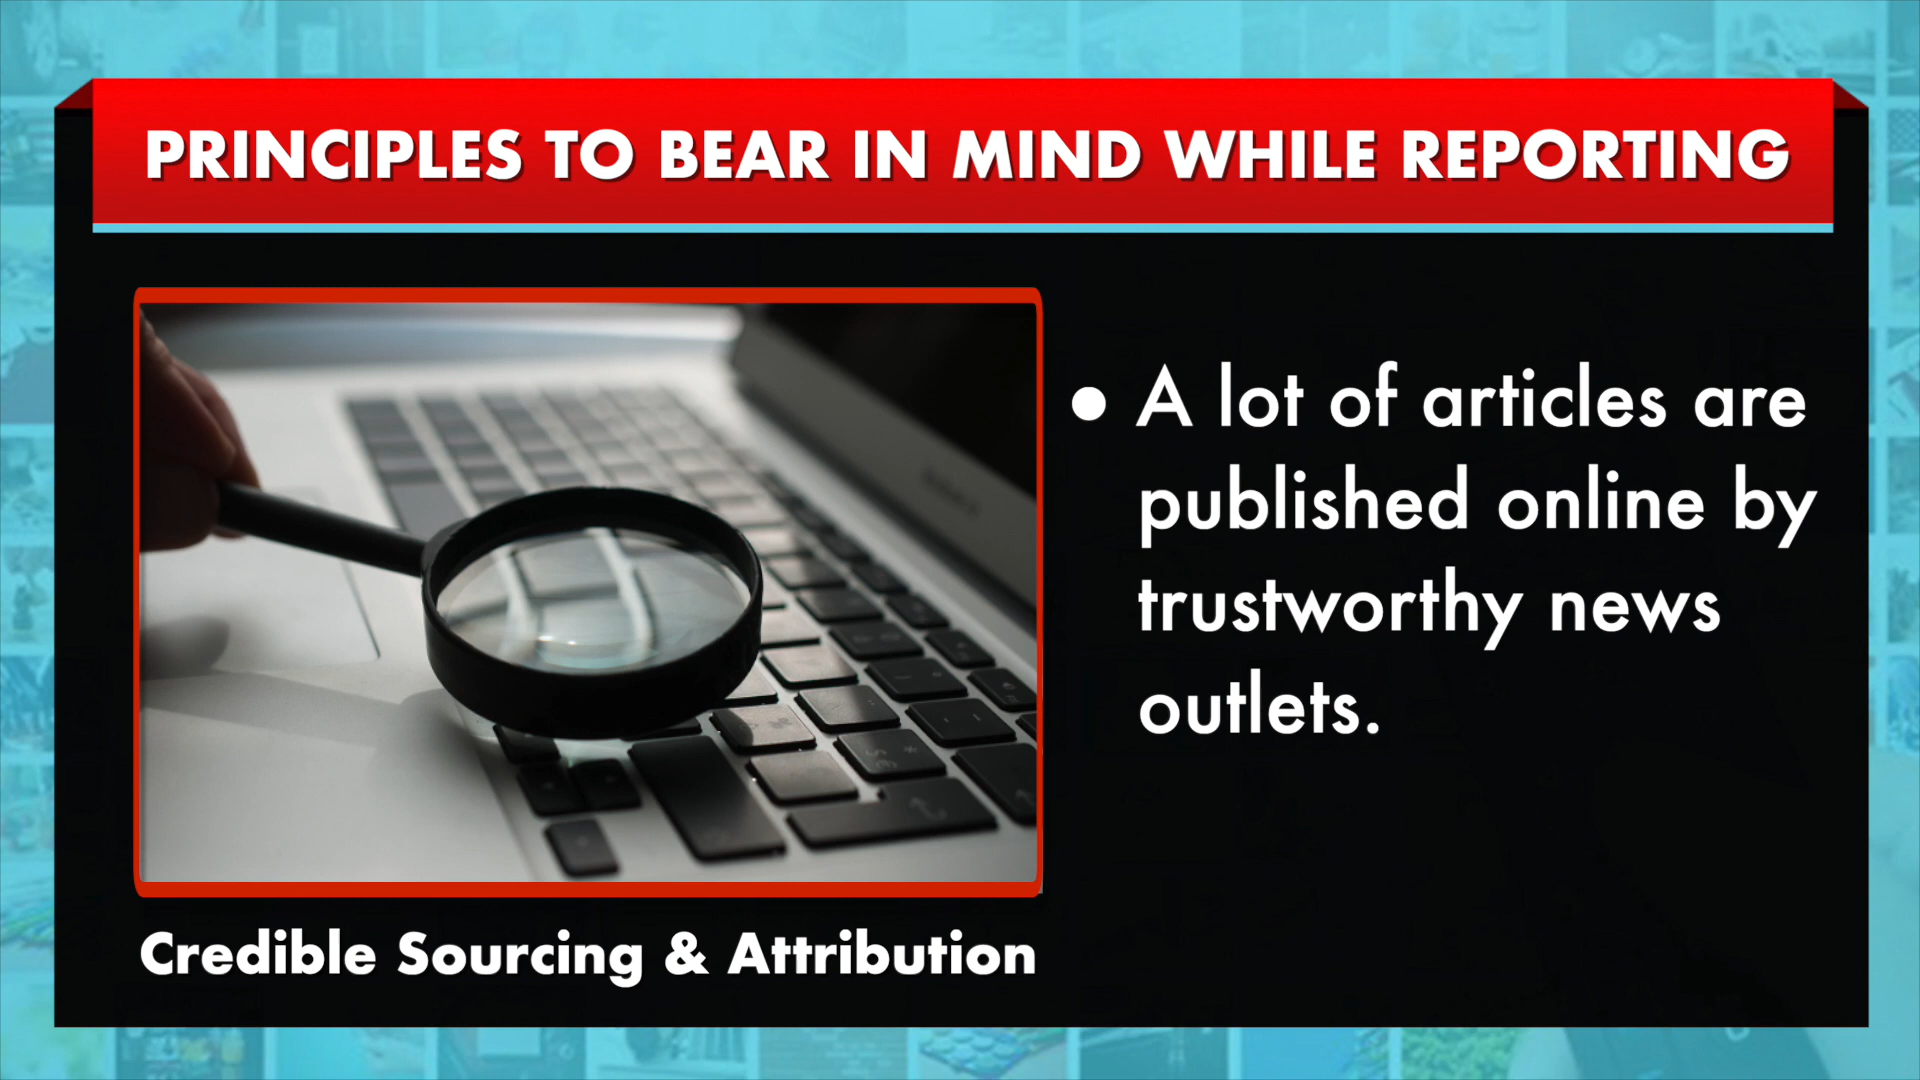 PRINCIPLES TO BEAR IN MIND WHILE REPORTING
• A lot of articles are
published online by
trustworthy news
outlets.
Credible Sourcing & Attribution